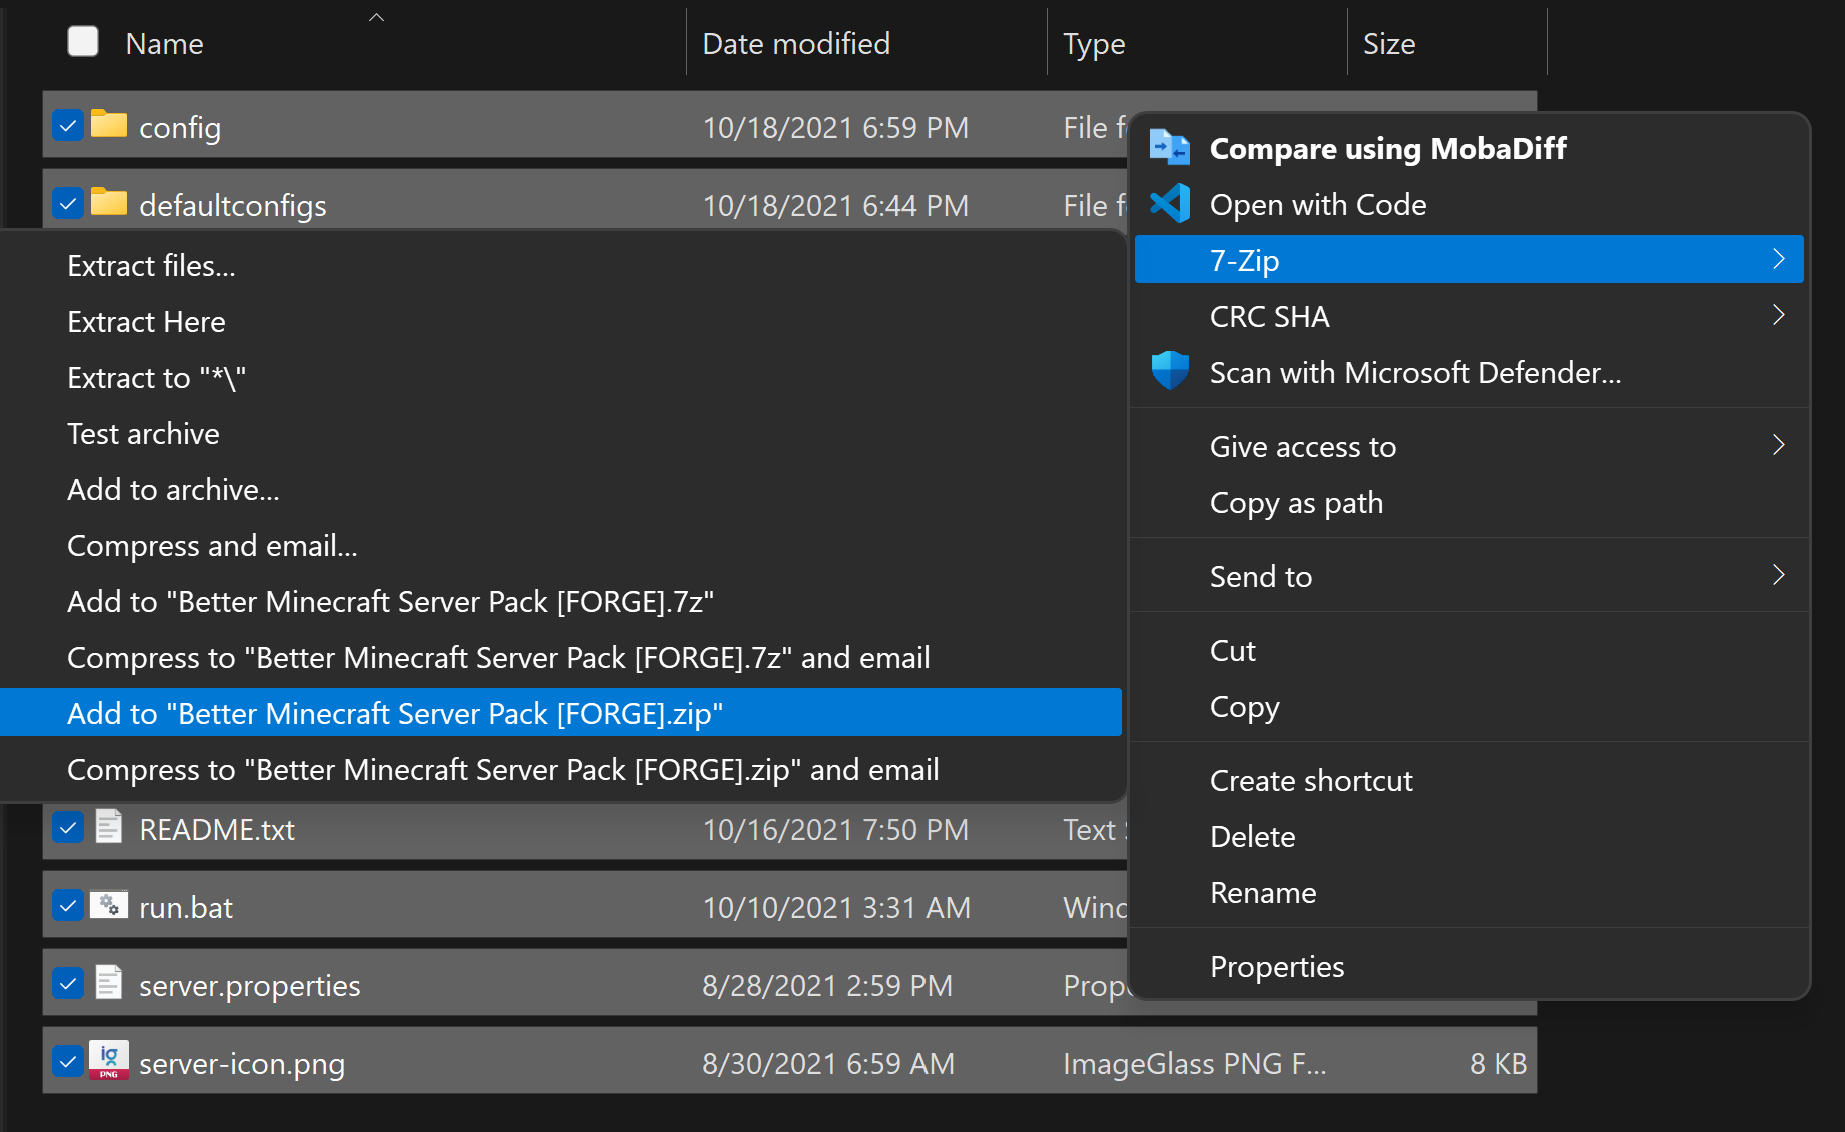 Name Date modified Type Size
config 10/18/2021 6:59 PM File
defaultconfigs 10/18/2021 6:44 PM File
Extract files...
Extract Here
Extract to "*\"
Test archive
Add to archive...
Compress and email...
Add to "Better Minecraft Server Pack [FORGE].7z"
Compress to "Better Minecraft Server Pack [FORGE].7z" and email
Add to "Better Minecraft Server Pack [FORGE].zip"
Compress to "Better Minecraft Server Pack [FORGE].zip" and email
README.txt 10/16/2021 7:50 PM Text
run.bat 10/10/2021 3:31 AM
server.properties 8/28/2021 2:59 PM
ig
PNG
server-icon.png 8/30/2021 6:59 AM ImageGlass PNG F... 8 KB
Compare using MobaDiff
Open with Code
7-Zip
CRC SHA
Scan with Microsoft Defender...
Give access to
Copy as path
Send to
Cut
Copy
Create shortcut
Delete
Rename
Properties